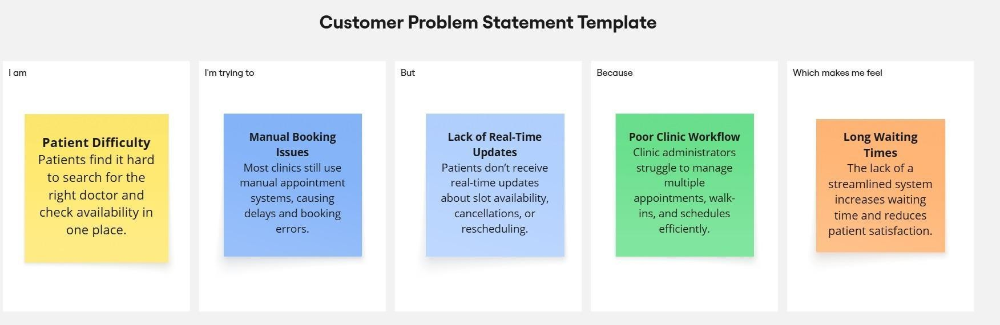 Customer Problem Statement Template
I am
Patient Difficulty
Patients find it hard
to search for the
right doctor and
check availability in
one place.
I'm trying to
Manual Booking
Issues
Most clinics still use
manual appointment
systems, causing
delays and booking
errors.
But
Lack of Real-Time
Updates
Patients don’t receive
real-time updates
about slot availability,
cancellations, or
rescheduling.
Because
Poor Clinic Workflow
Clinic administrators
struggle to manage
multiple
appointments, walk-
ins, and schedules
efficiently.
Which makes me feel
Long Waiting
Times
The lack of a
streamlined system
increases waiting
time and reduces
patient satisfaction.